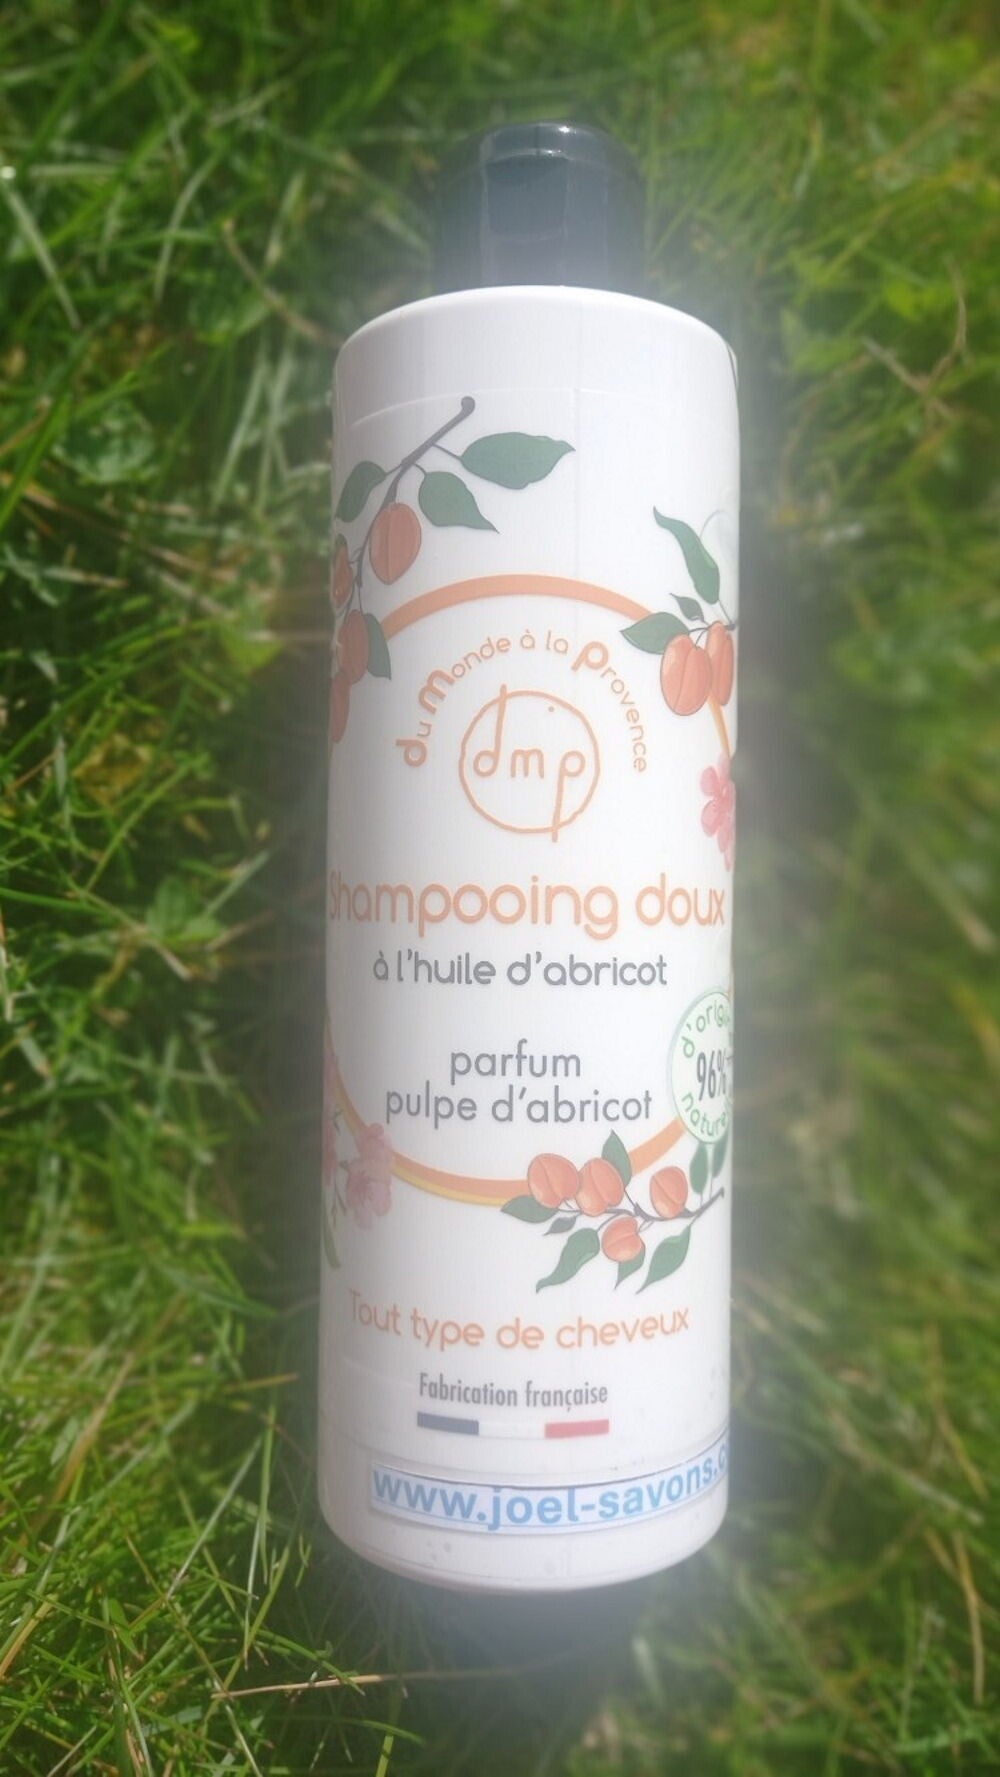 du Monde à la Provence
dmp
Shampooing doux
à l'huile d'abricot
parfum
pulpe d'abricot
96%
Tout type de cheveux
Fabrication française
www.joel-savons.c